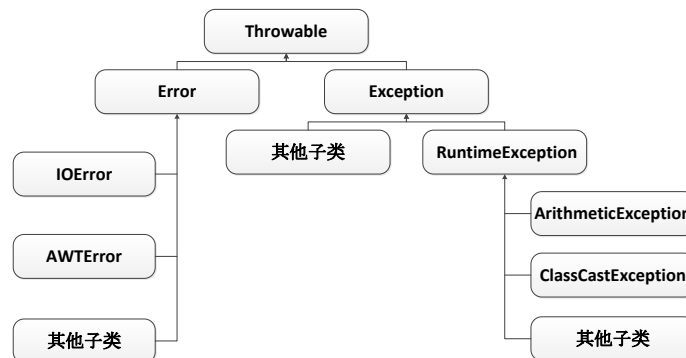 Throwable
Error
Exception
其他子类
RuntimeException
IOError
ArithmeticException
AWTError
ClassCastException
其他子类
其他子类